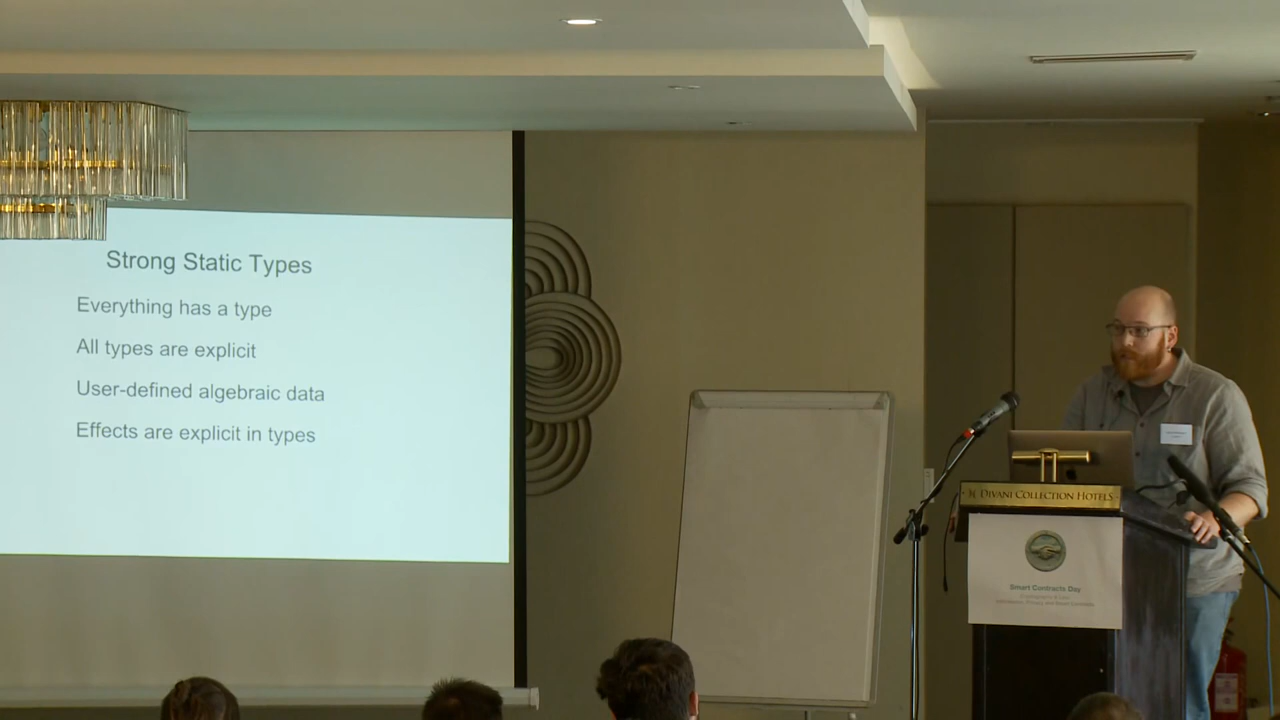 Strong Static Types
Everything has a type
All types are explicit
User-defined algebraic data
Effects are explicit in types
DIVANI COLLECTION HOTELS
Smart Contracts Day